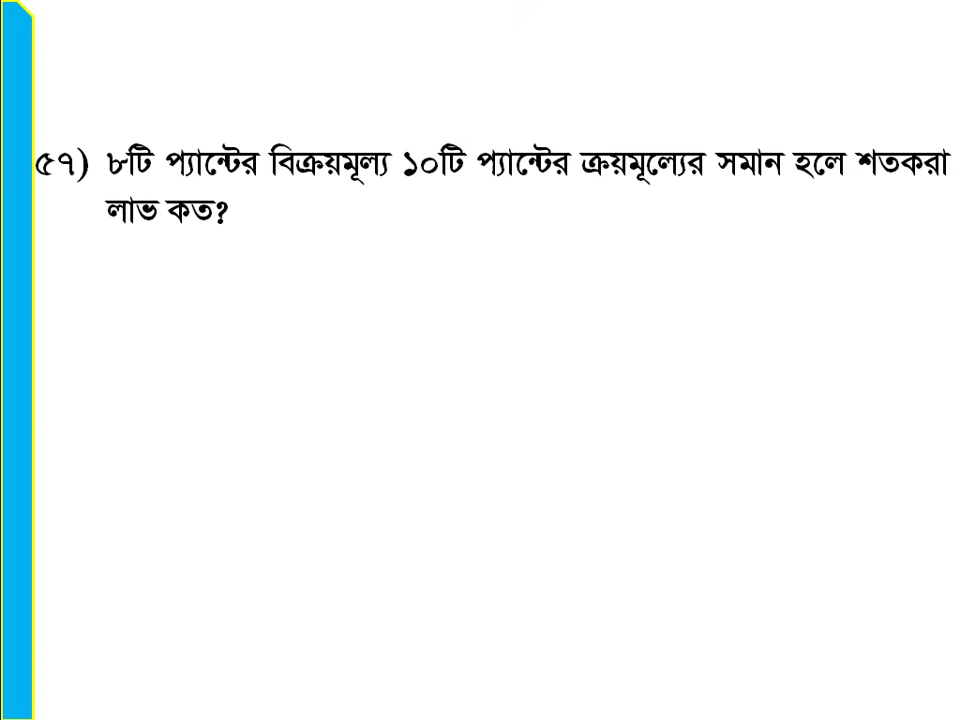 ৫৭) ৮টি প্যান্টের বিক্রয়মূল্য ১০টি প্যান্টের ক্রয়মূল্যের সমান হলে শতকরা
লাভ কত?